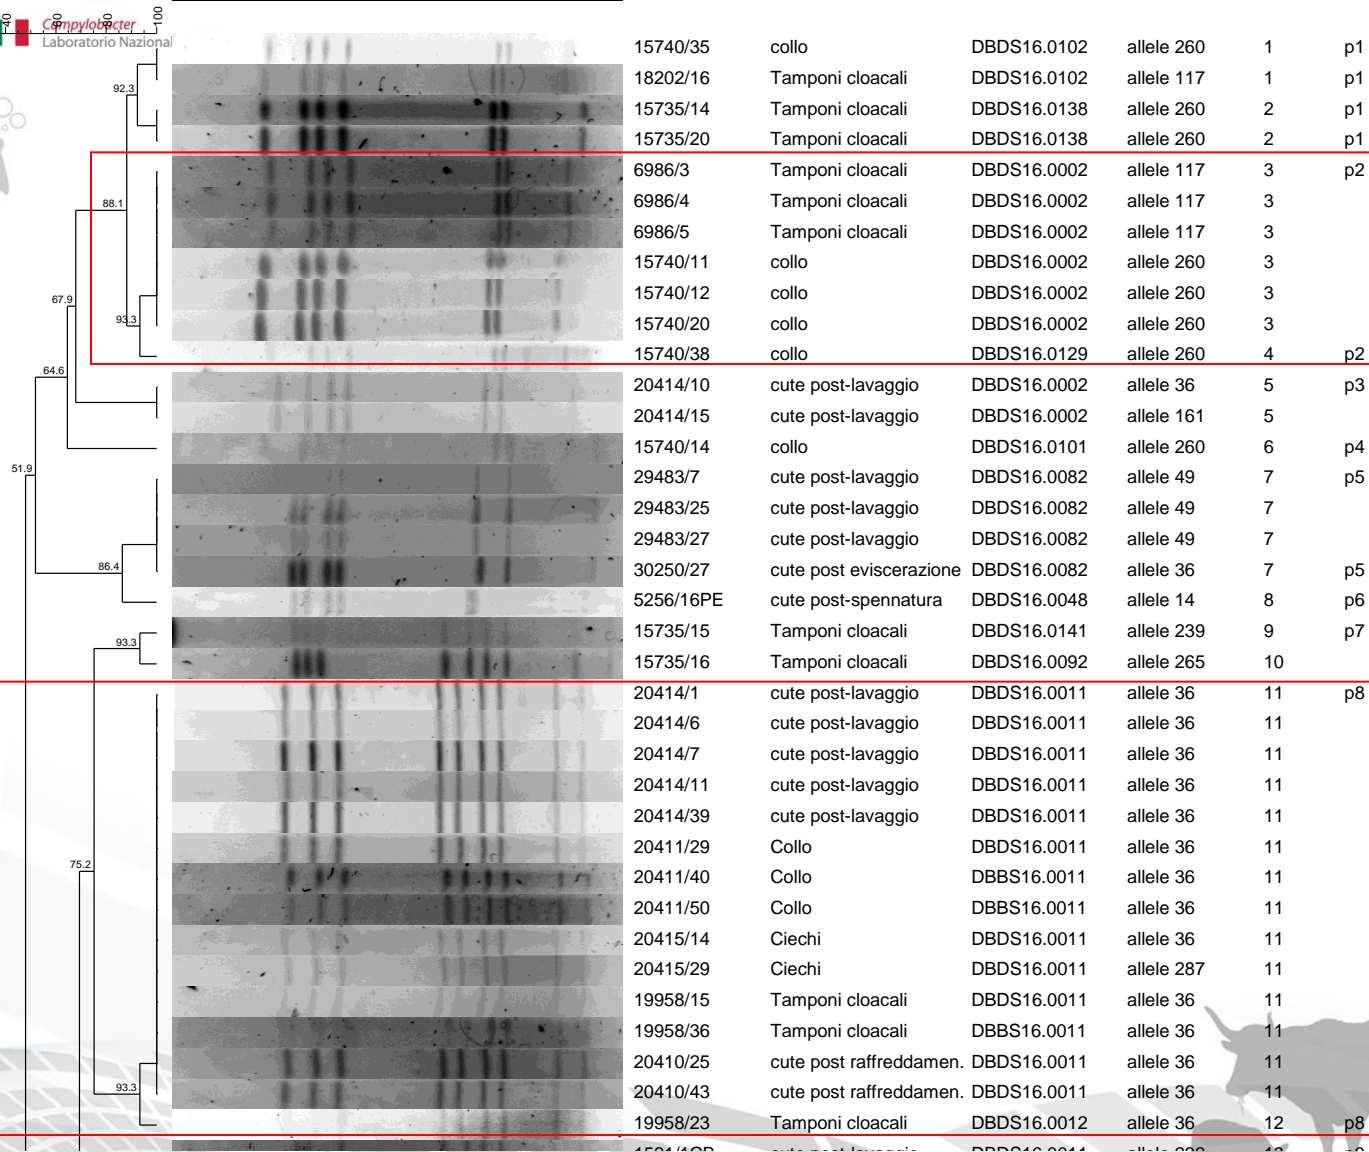 40 60 80 100
Campylobacter
Laboratorio Nazional
15740/35 collo DBDS16.0102 allele 260 1 p1
18202/16 Tamponi cloacali DBDS16.0102 allele 117 1 p1
92.3
15735/14 Tamponi cloacali DBDS16.0138 allele 260 2 p1
15735/20 Tamponi cloacali DBDS16.0138 allele 260 2 p1
6986/3 Tamponi cloacali DBDS16.0002 allele 117 3 p2
88.1
6986/4 Tamponi cloacali DBDS16.0002 allele 117 3
6986/5 Tamponi cloacali DBDS16.0002 allele 117 3
15740/11 collo DBDS16.0002 allele 260 3
15740/12 collo DBDS16.0002 allele 260 3
67.9
93.3
15740/20 collo DBDS16.0002 allele 260 3
15740/38 collo DBDS16.0129 allele 260 4 p2
64.6
20414/10 cute post-lavaggio DBDS16.0002 allele 36 5 p3
20414/15 cute post-lavaggio DBDS16.0002 allele 161 5
15740/14 collo DBDS16.0101 allele 260 6 p4
51.9
29483/7 cute post-lavaggio DBDS16.0082 allele 49 7 p5
29483/25 cute post-lavaggio DBDS16.0082 allele 49 7
29483/27 cute post-lavaggio DBDS16.0082 allele 49 7
86.4
30250/27 cute post eviscerazione DBDS16.0082 allele 36 7 p5
5256/16PE cute post-spennatura DBDS16.0048 allele 14 8 p6
15735/15 Tamponi cloacali DBDS16.0141 allele 239 9 p7
93.3
15735/16 Tamponi cloacali DBDS16.0092 allele 265 10
20414/1 cute post-lavaggio DBDS16.0011 allele 36 11 p8
20414/6 cute post-lavaggio DBDS16.0011 allele 36 11
20414/7 cute post-lavaggio DBDS16.0011 allele 36 11
20414/11 cute post-lavaggio DBDS16.0011 allele 36 11
20414/39 cute post-lavaggio DBDS16.0011 allele 36 11
20411/29 Collo DBDS16.0011 allele 36 11
75.2
20411/40 Collo DBBS16.0011 allele 36 11
20411/50 Collo DBBS16.0011 allele 36 11
20415/14 Ciechi DBDS16.0011 allele 36 11
20415/29 Ciechi DBDS16.0011 allele 287 11
19958/15 Tamponi cloacali DBDS16.0011 allele 36 11
19958/36 Tamponi cloacali DBBS16.0011 allele 36 11
20410/25 cute post raffreddamen. DBDS16.0011 allele 36 11
93.3
20410/43 cute post raffreddamen. DBDS16.0011 allele 36 11
19958/23 Tamponi cloacali DBDS16.0012 allele 36 12 p8